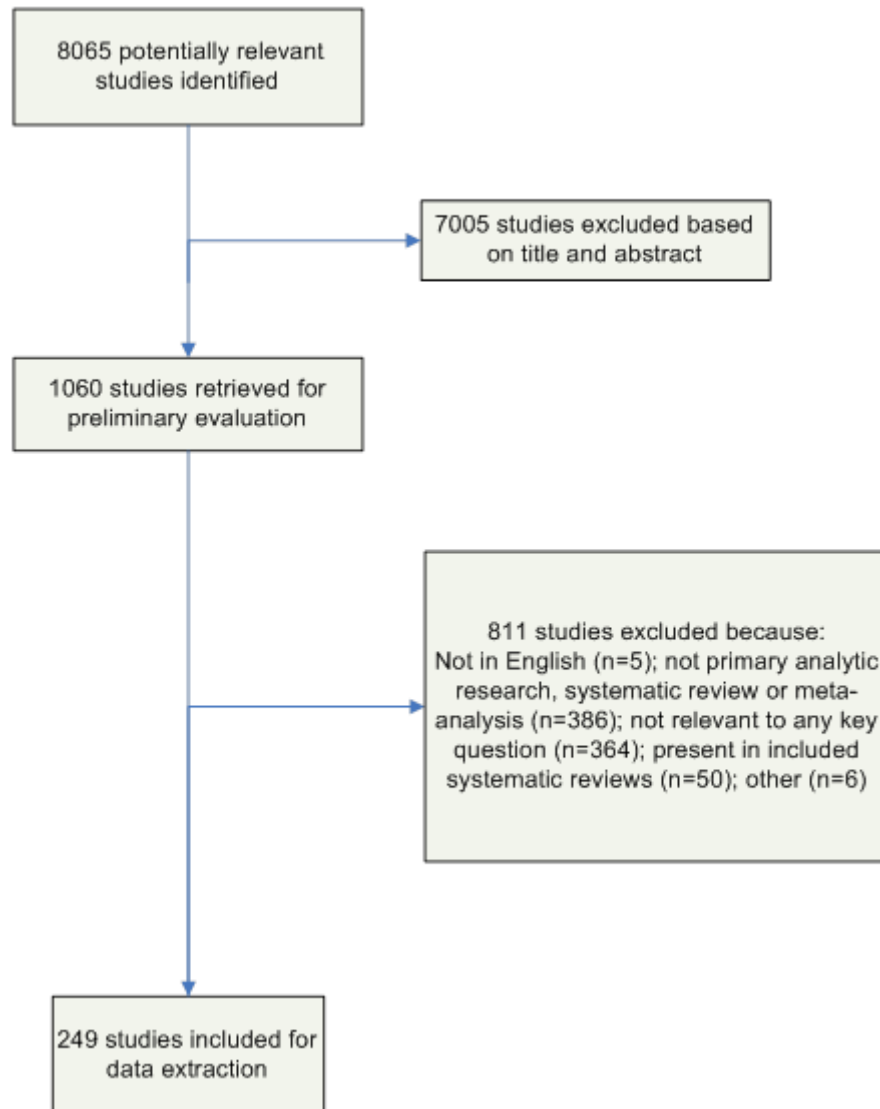 8065 potentially relevant
studies identified
7005 studies excluded based
on title and abstract
1060 studies retrieved for
preliminary evaluation
811 studies excluded because:
Not in English (n=5); not primary analytic
research, systematic review or meta-
analysis (n=386); not relevant to any key
question (n=364); present in included
systematic reviews (n=50); other (n=6)
249 studies included for
data extraction